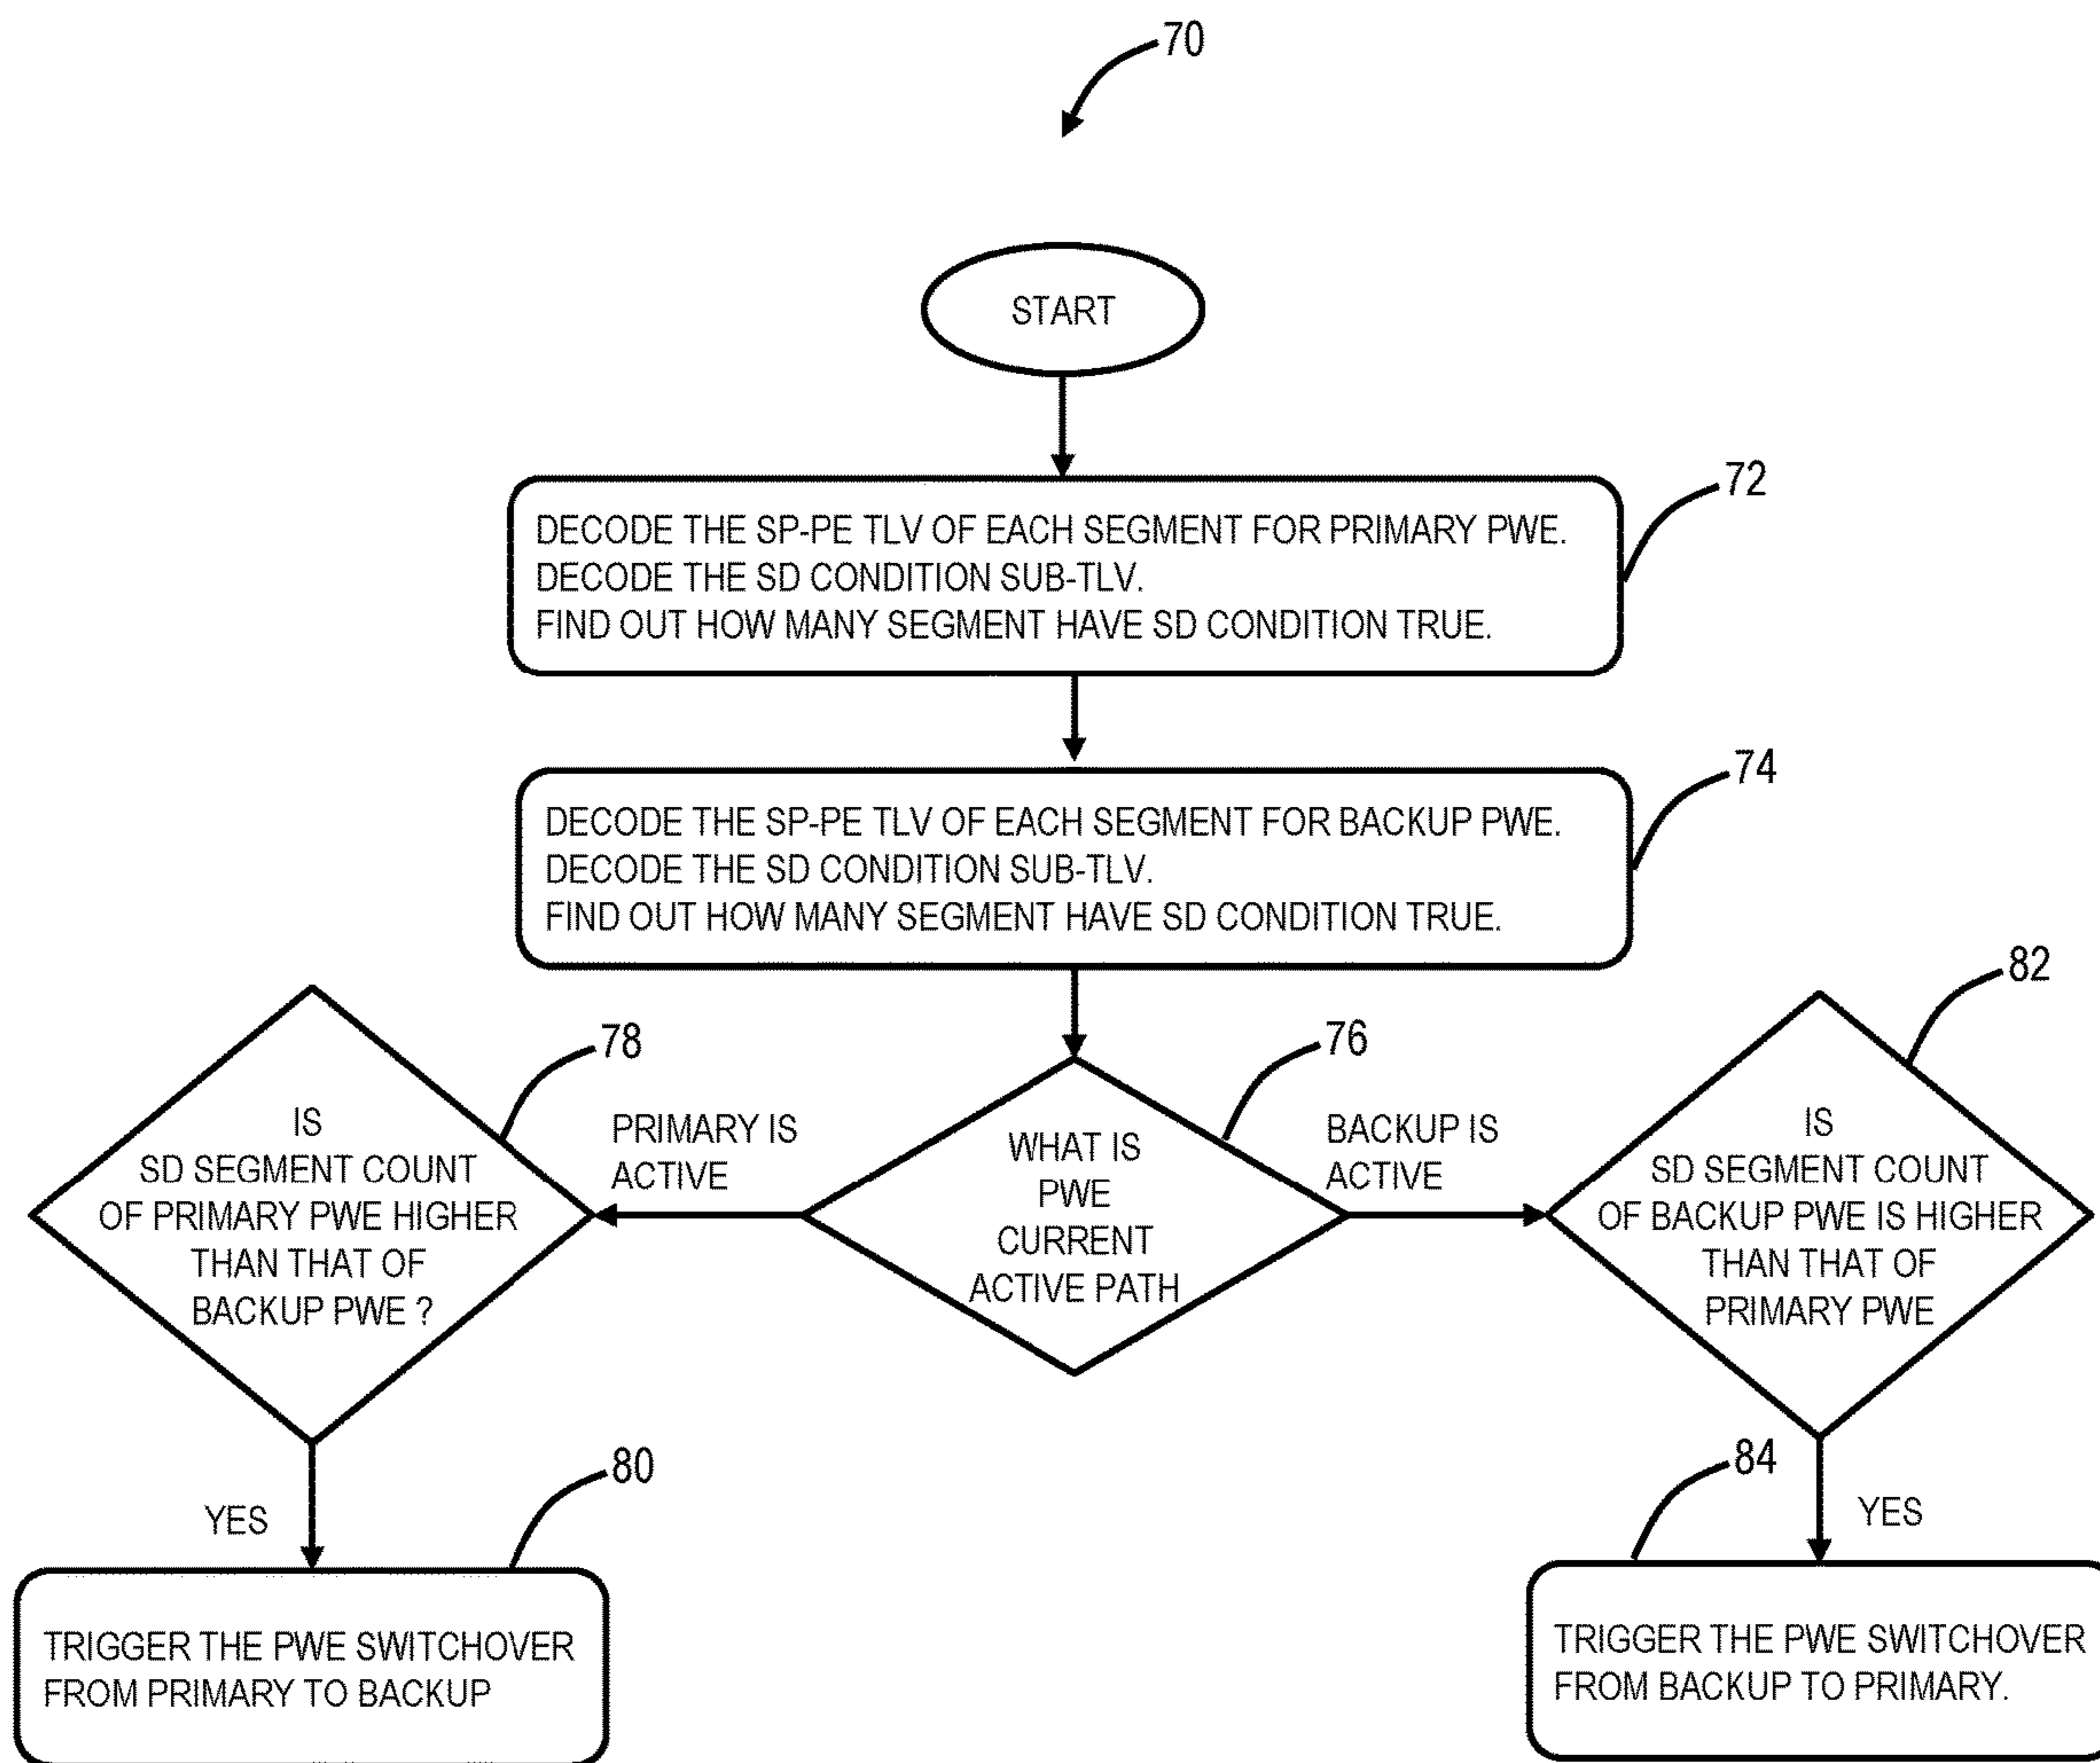 70
START
72
DECODE THE SP-PE TLV OF EACH SEGMENT FOR PRIMARY PWE.
DECODE THE SD CONDITION SUB-TLV.
FIND OUT HOW MANY SEGMENT HAVE SD CONDITION TRUE.
74
DECODE THE SP-PE TLV OF EACH SEGMENT FOR BACKUP PWE.
DECODE THE SD CONDITION SUB-TLV.
FIND OUT HOW MANY SEGMENT HAVE SD CONDITION TRUE.
78
IS
SD SEGMENT COUNT
OF PRIMARY PWE HIGHER
THAN THAT OF
BACKUP PWE ?
PRIMARY IS
ACTIVE
76
WHAT IS
PWE
CURRENT
ACTIVE PATH
BACKUP IS
ACTIVE
82
IS
SD SEGMENT COUNT
OF BACKUP PWE IS HIGHER
THAN THAT OF
PRIMARY PWE
YES
80
TRIGGER THE PWE SWITCHOVER
FROM PRIMARY TO BACKUP
84
YES
TRIGGER THE PWE SWITCHOVER
FROM BACKUP TO PRIMARY.